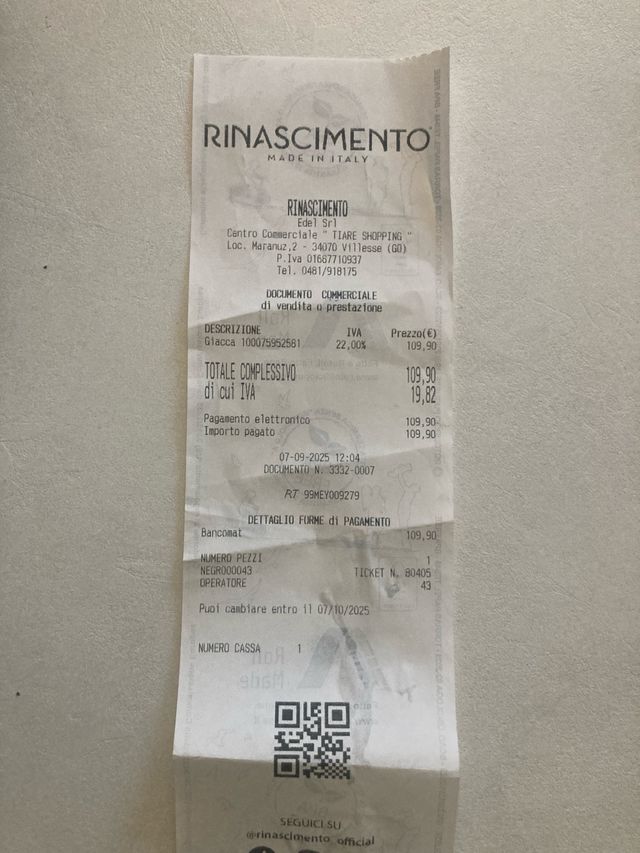 RINASCIMENTO
MADE IN ITALY
RINASCIMENTO
Edel Srl
Centro Commerciale " TIARE SHOPPING "
Loc. Maranuz,2 - 34070 Villesse (GO)
P.Iva 01687710937
Tel. 0481/918175
DOCUMENTO COMMERCIALE
di vendita o prestazione
DESCRIZIONE IVA Prezzo(€)
Giacca 100075952581 22,00% 109,90
TOTALE COMPLESSIVO 109,90
di cui IVA 19,82
Pagamento elettronico 109,90
Importo pagato 109,90
07-09-2025 12:04
DOCUMENTO N. 3332-0007
RT 99MEY009279
DETTAGLIO FORME di PAGAMENTO
Bancomat 109,90
NUMERO PEZZI 1
NEGR000043 TICKET N. 80405
OPERATORE 43
Puoi cambiare entro il 07/10/2025
NUMERO CASSA 1
SEGUICI SU
@rinascimento_official